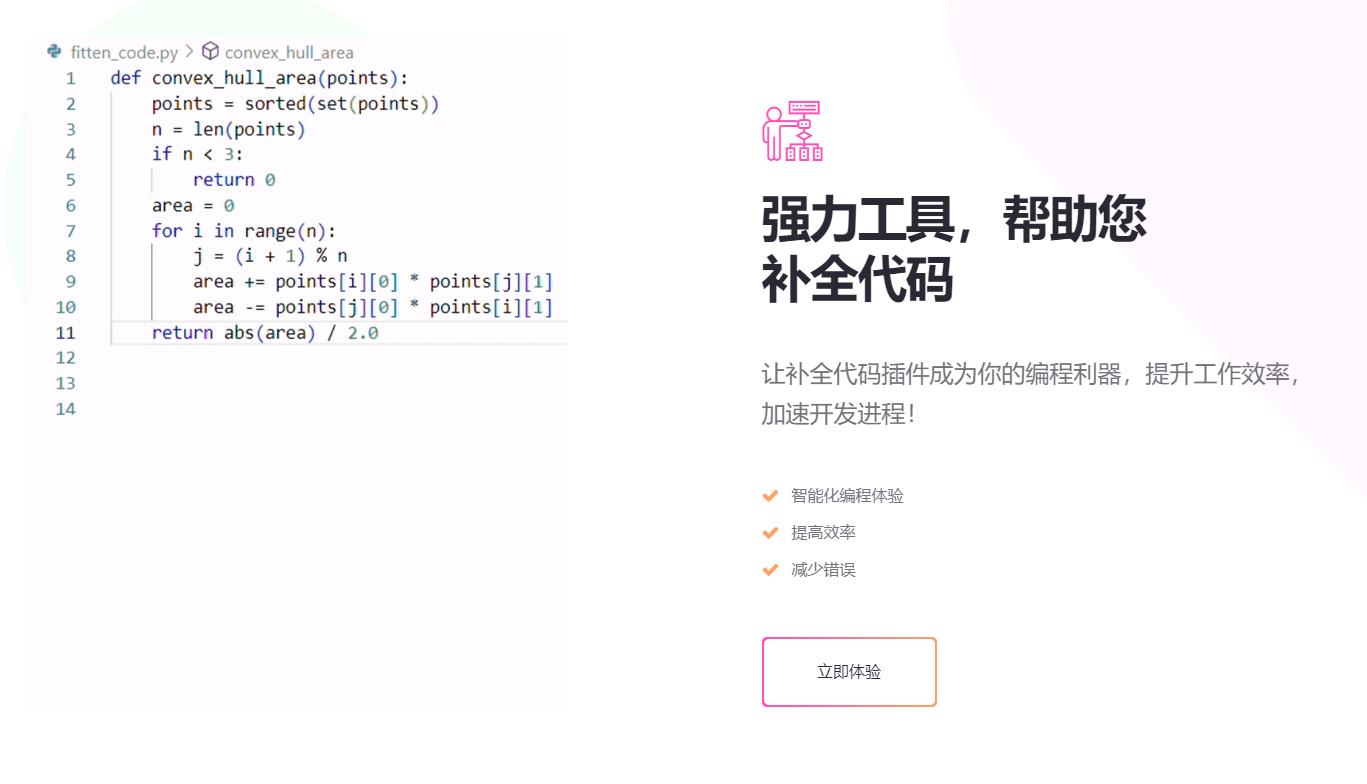 fitten_code.py > convex_hull_area
1 def convex_hull_area(points):
2     points = sorted(set(points))
3     n = len(points)
4     if n < 3:
5         return 0
6     area = 0
7     for i in range(n):
8         j = (i + 1) % n
9         area += points[i][0] * points[j][1]
10         area -= points[j][0] * points[i][1]
11     return abs(area) / 2.0
12
13
14
强力工具，帮助您
补全代码
让补全代码插件成为你的编程利器，提升工作效率，
加速开发进程！
智能化编程体验
提高效率
减少错误
立即体验